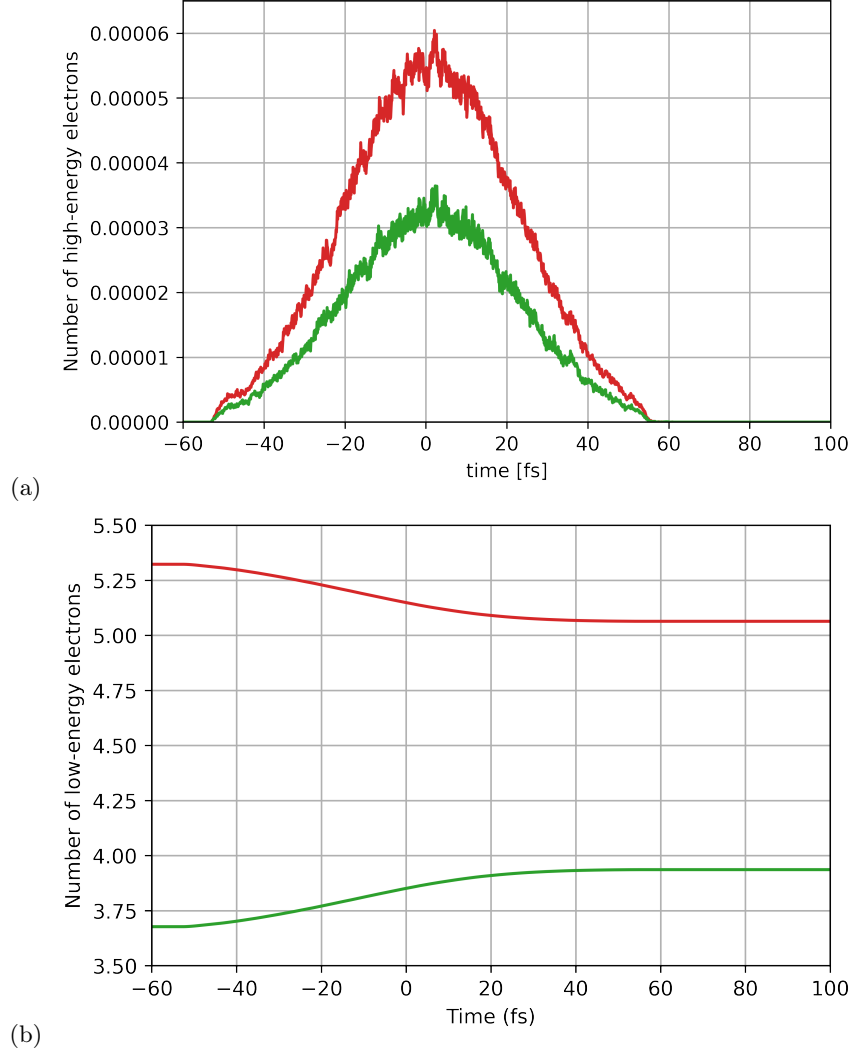 0.00006
0.00005
0.00004
0.00003
0.00002
0.00001
0.00000
Number of high-energy electrons
−60 −40 −20 0 20 40 60 80 100
time [fs]
(a)
5.50
5.25
5.00
4.75
4.50
4.25
4.00
3.75
3.50
Number of low-energy electrons
−60 −40 −20 0 20 40 60 80 100
Time (fs)
(b)